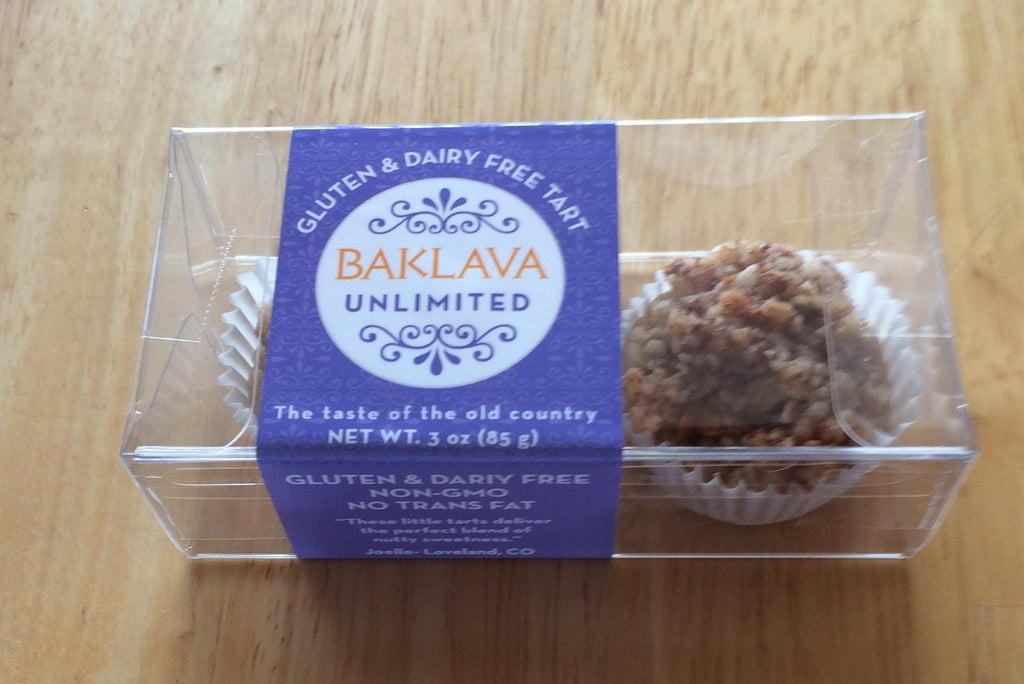 GLUTEN & DAIRY FREE TART
BAKLAVA
UNLIMITED
The taste of the old country
NET WT. 3 oz (85 g)
GLUTEN & DARIY FREE
NON-GMO
NO TRANS FAT
"These little tarts deliver
the perfect blend of
nutty sweetness."
Joelle- Loveland, CO